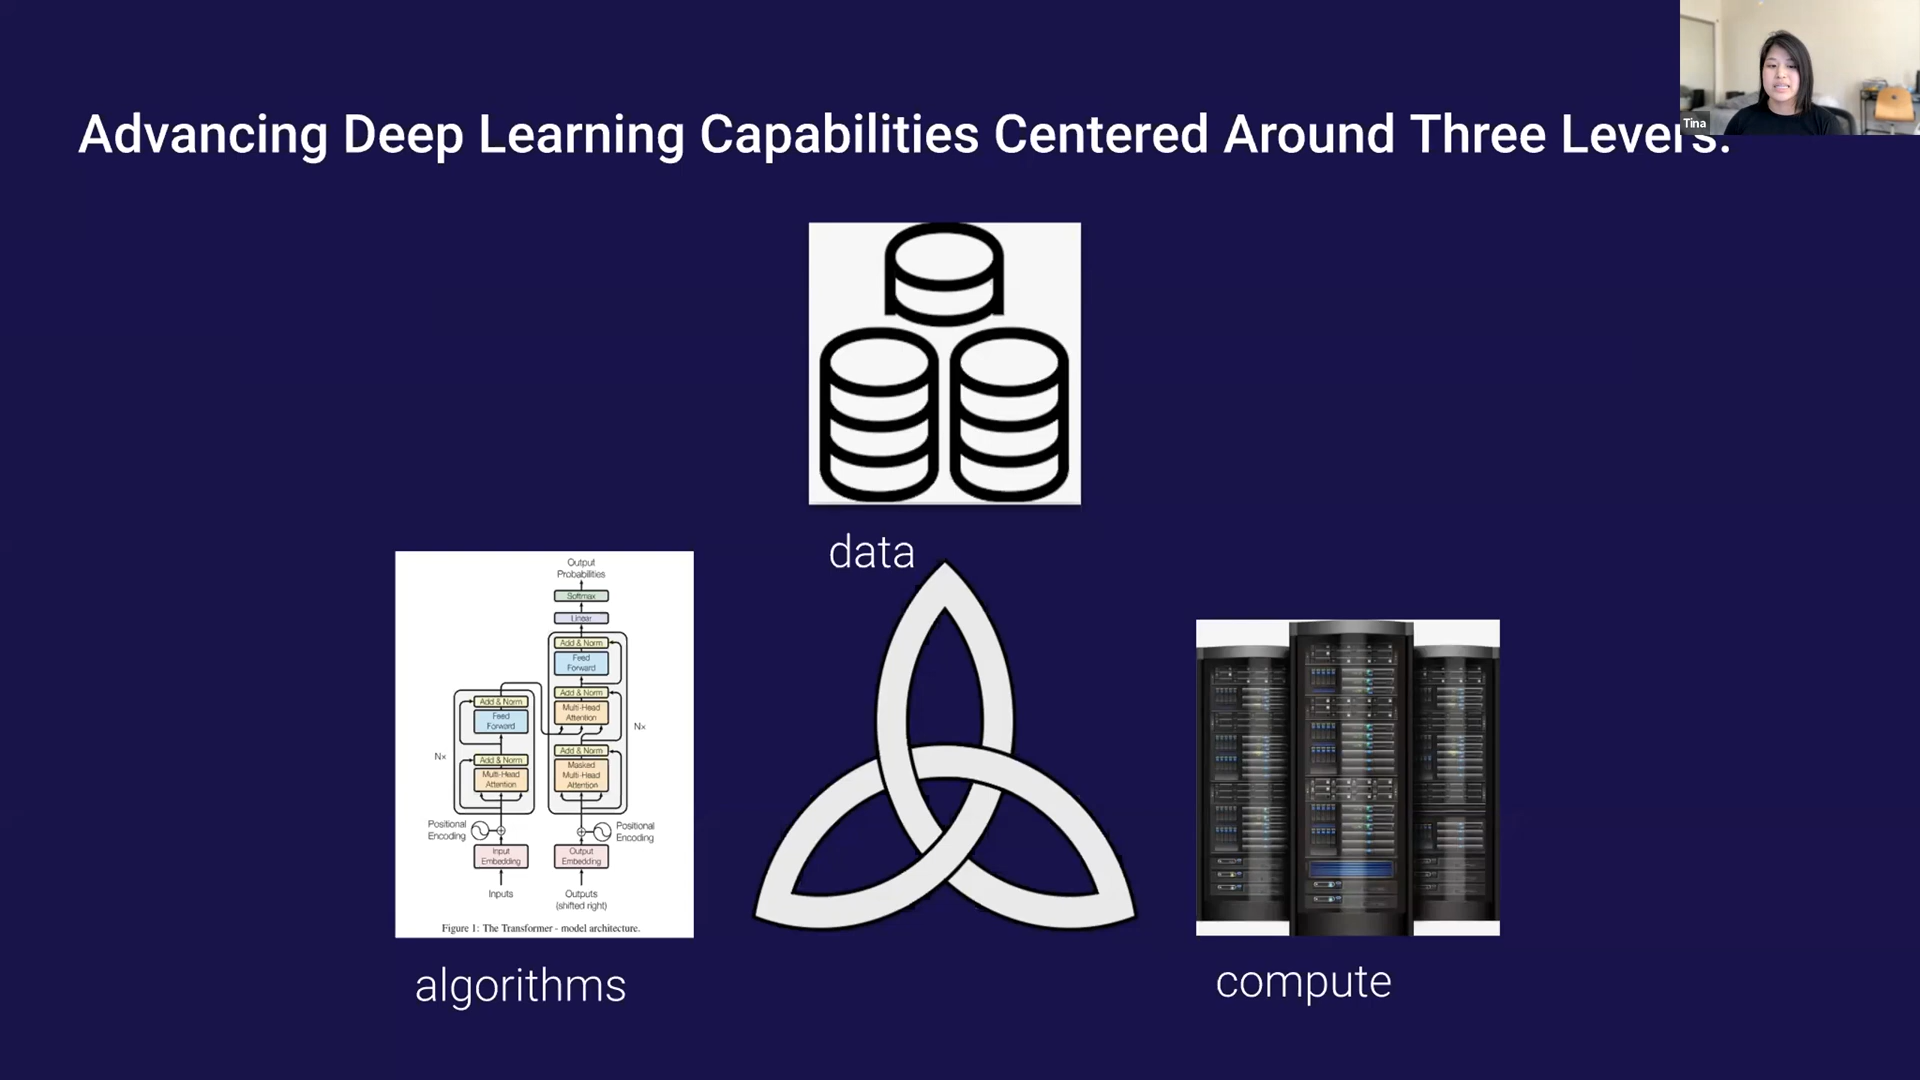 Tina
Advancing Deep Learning Capabilities Centered Around Three Levers:
data
Output
Probabilities
Softmax
Linear
Add & Norm
Feed
Forward
Add & Norm
Multi-Head
Attention
Nx
Add & Norm
Masked
Multi-Head
Attention
Add & Norm
Feed
Forward
Nx
Add & Norm
Multi-Head
Attention
Positional
Encoding
Positional
Encoding
Input
Embedding
Output
Embedding
Inputs
Outputs
(shifted right)
Figure 1: The Transformer - model architecture.
algorithms
compute